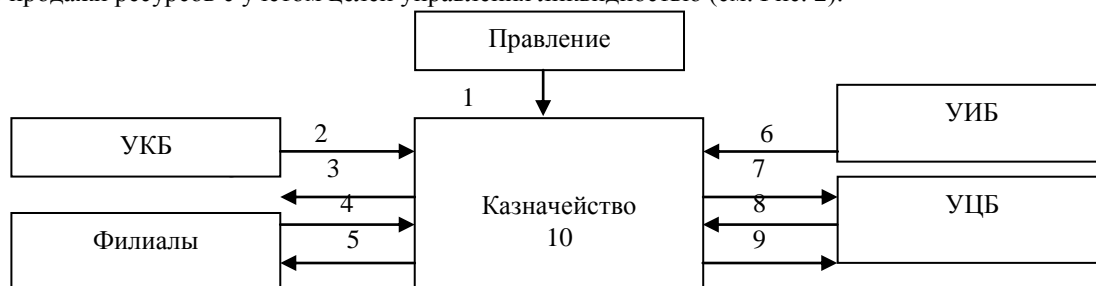 продажи ресурсов с учетом целей управления ликвидностью (см. Рис. 2).
Правление
1
УИБ
УКБ
2
6
3
7
4
Казначейство
8
УЦБ
Филиалы
5
10
9